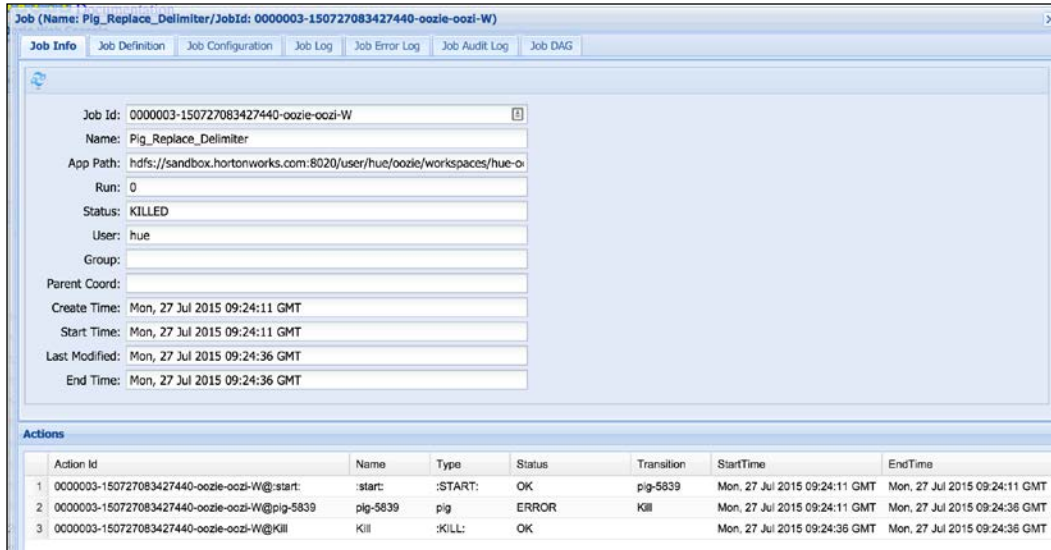 Documentation
Job (Name: Pig_Replace_Delimiter/JobId: 0000003-150727083427440-oozie-oozi-W)
Job Info Job Definition Job Configuration Job Log Job Error Log Job Audit Log Job DAG
Job Id: 0000003-150727083427440-oozie-oozi-W
Name: Pig_Replace_Delimiter
App Path: hdfs://sandbox.hortonworks.com:8020/user/hue/oozie/workspaces/hue-o
Run: 0
Status: KILLED
User: hue
Group:
Parent Coord:
Create Time: Mon, 27 Jul 2015 09:24:11 GMT
Start Time: Mon, 27 Jul 2015 09:24:11 GMT
Last Modified: Mon, 27 Jul 2015 09:24:36 GMT
End Time: Mon, 27 Jul 2015 09:24:36 GMT
Actions
Action Id Name Type Status Transition StartTime EndTime
1 0000003-150727083427440-oozie-oozi-W@:start: :start: :START: OK pig-5839 Mon, 27 Jul 2015 09:24:11 GMT Mon, 27 Jul 2015 09:24:11 GMT
2 0000003-150727083427440-oozie-oozi-W@pig-5839 pig-5839 pig ERROR Kill Mon, 27 Jul 2015 09:24:11 GMT Mon, 27 Jul 2015 09:24:36 GMT
3 0000003-150727083427440-oozie-oozi-W@Kill Kill :KILL: OK Mon, 27 Jul 2015 09:24:36 GMT Mon, 27 Jul 2015 09:24:36 GMT